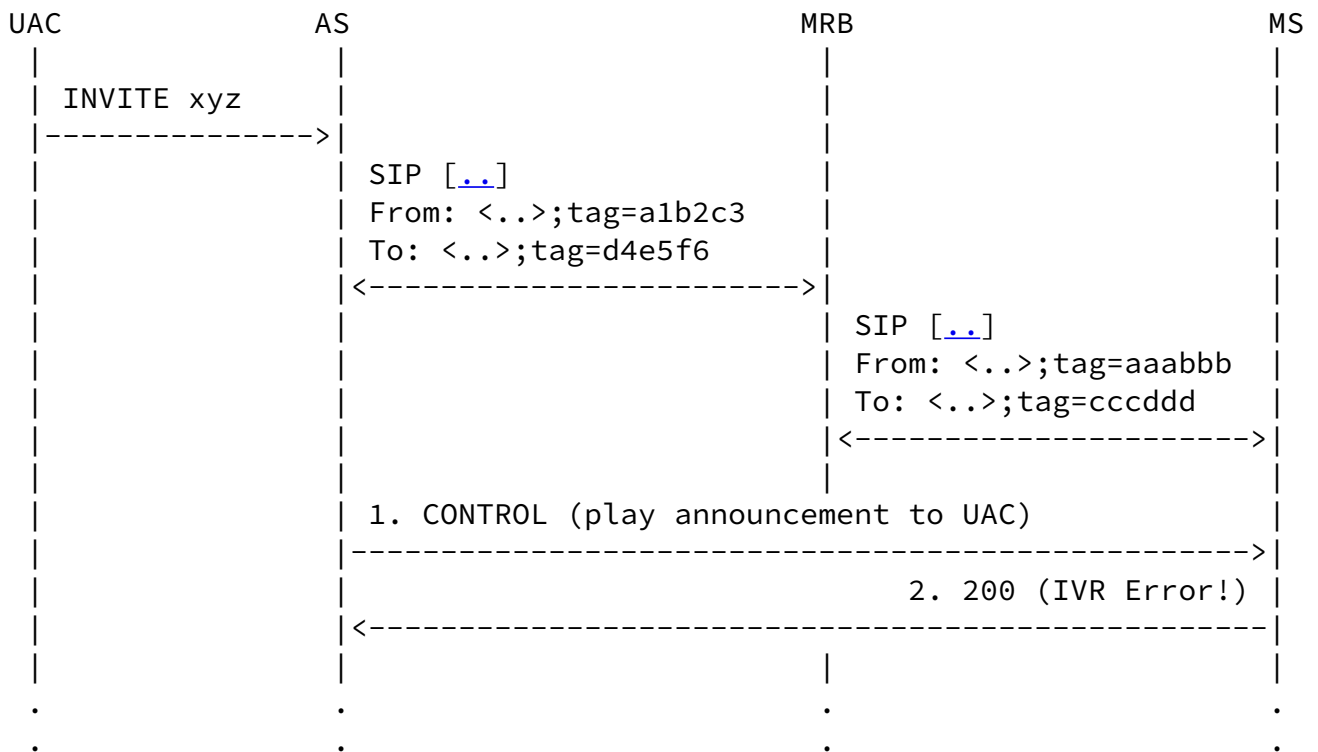 UAC AS MRB MS
INVITE xyz
--------------->
SIP [..]
From: <..>;tag=a1b2c3
To: <..>;tag=d4e5f6
<------------------------>
SIP [..]
From: <..>;tag=aaabbb
To: <..>;tag=cccddd
<---------------------->
1. CONTROL (play announcement to UAC)
-------------------------------------------------->
2. 200 (IVR Error!)
<--------------------------------------------------
. . . .
. . . .